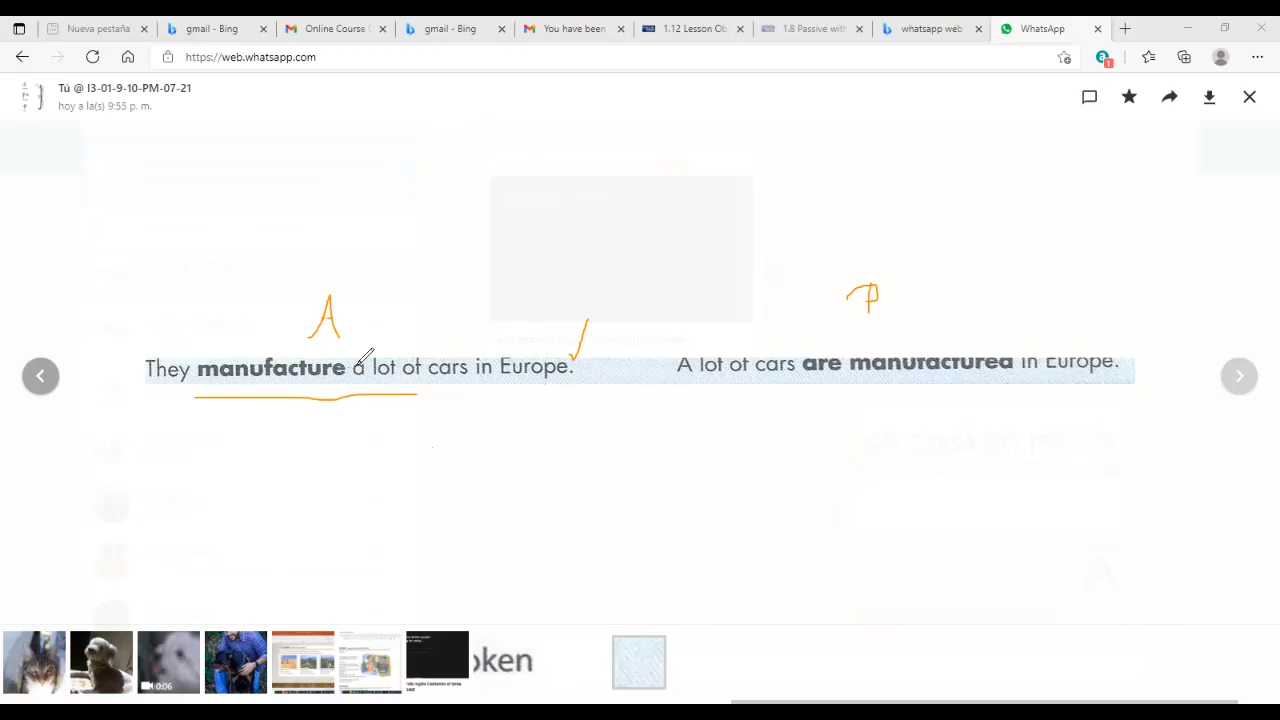 Nueva pestaña
gmail - Bing
Online Course
gmail - Bing
You have been
1.12 Lesson Ob
1.8 Passive with
whatsapp web
WhatsApp
https://web.whatsapp.com
1
Tú @ I3-01-9-10-PM-07-21
hoy a la(s) 9:55 p. m.
A
P
They manufacture a lot of cars in Europe.
A lot of cars are manufactured in Europe.
0:06
oken